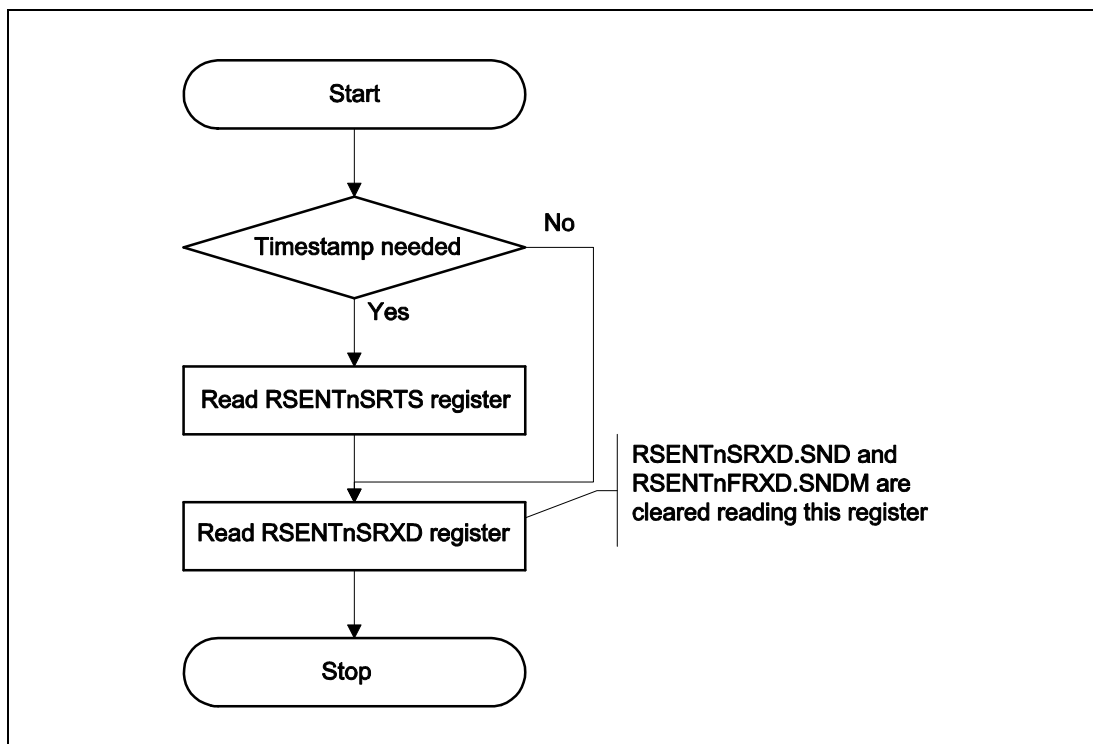 Start
Timestamp needed
No
Yes
Read RSENTnSRTS register
RSENTnSRXD.SND and
RSENTnFRXD.SNDM are
cleared reading this register
Read RSENTnSRXD register
Stop